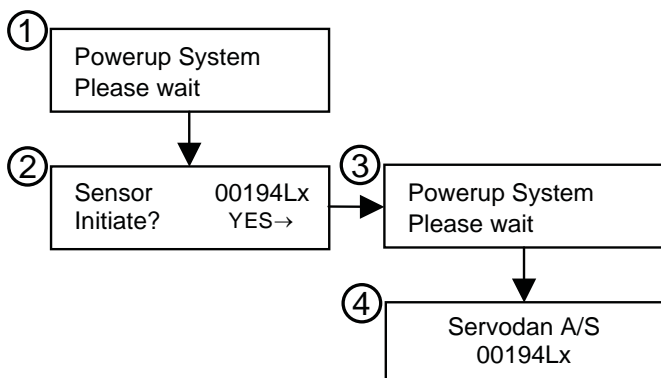 1
Powerup System
Please wait
2
Sensor 00194Lx
Initiate? YES→
3
Powerup System
Please wait
4
Servodan A/S
00194Lx